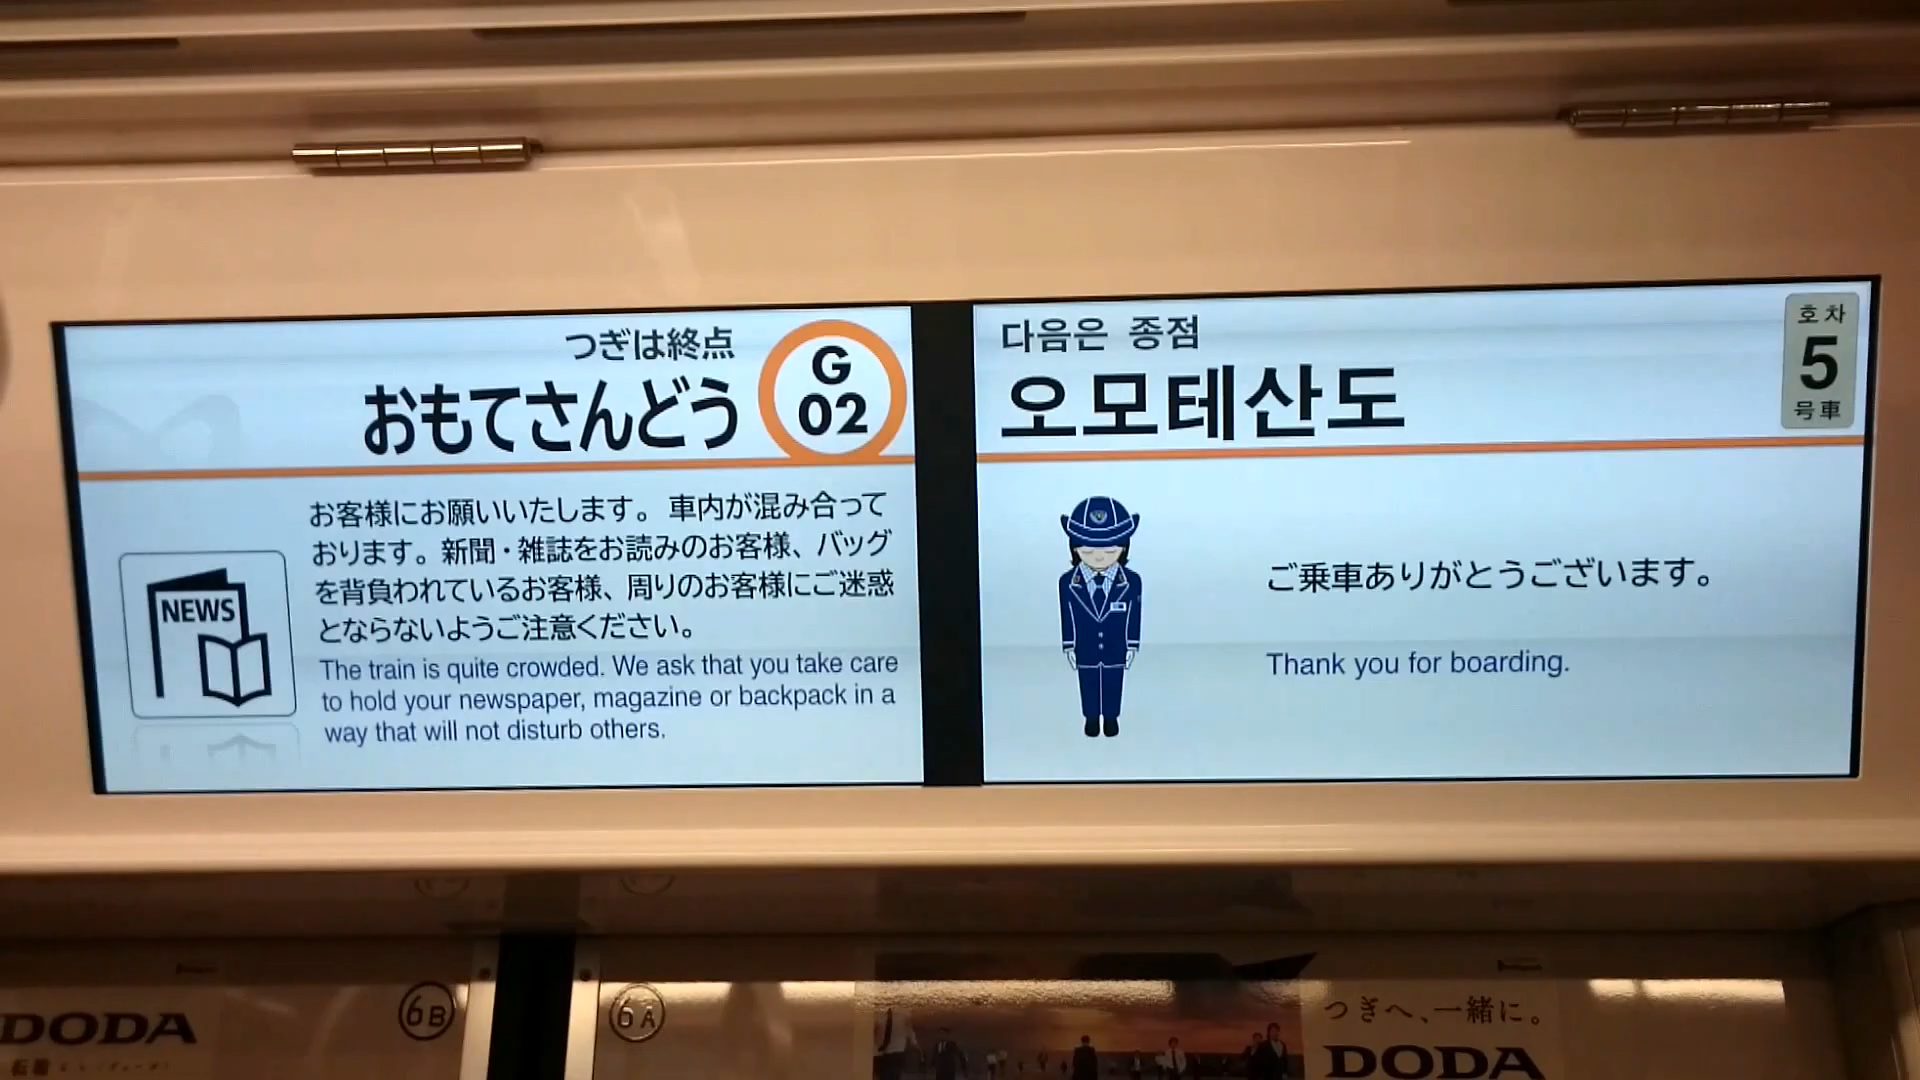 つぎは終点
おもてさんどう
G
02
お客様にお願いいたします。車内が混み合って
おります。新聞・雑誌をお読みのお客様、バッグ
を背負われているお客様、周りのお客様にご迷惑
とならないようご注意ください。
NEWS
The train is quite crowded. We ask that you take care
to hold your newspaper, magazine or backpack in a
way that will not disturb others.
다음은 종점
오모테산도
호차
5
号車
ご乗車ありがとうございます。
Thank you for boarding.
DODA
転職
6B
6A
つぎへ、一緒に。
DODA